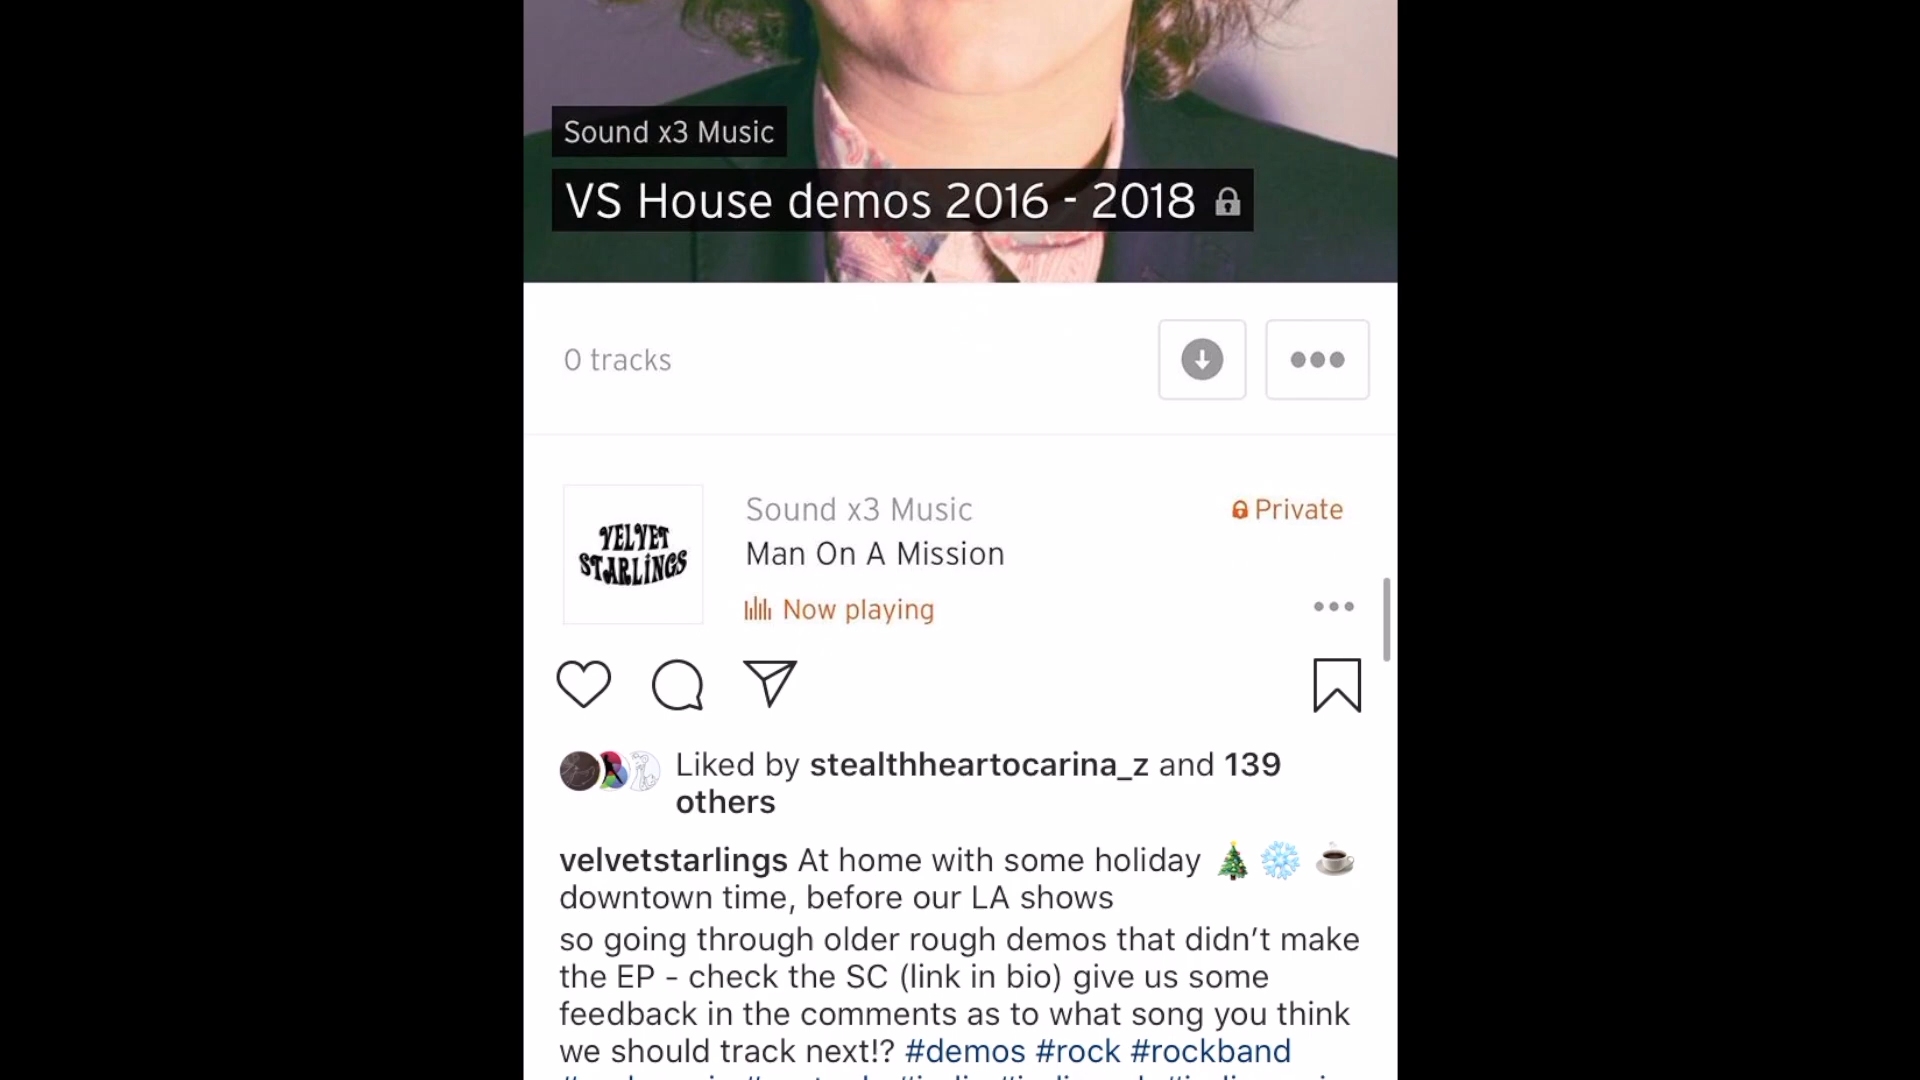 Sound x3 Music
VS House demos 2016 - 2018
0 tracks
VELVET
STARLINGS
Sound x3 Music
Private
Man On A Mission
Now playing
Liked by stealthheartocarina_z and 139
others
velvetstarlings At home with some holiday 🎄 ❄️ ☕
downtown time, before our LA shows
so going through older rough demos that didn't make
the EP - check the SC (link in bio) give us some
feedback in the comments as to what song you think
we should track next!? #demos #rock #rockband